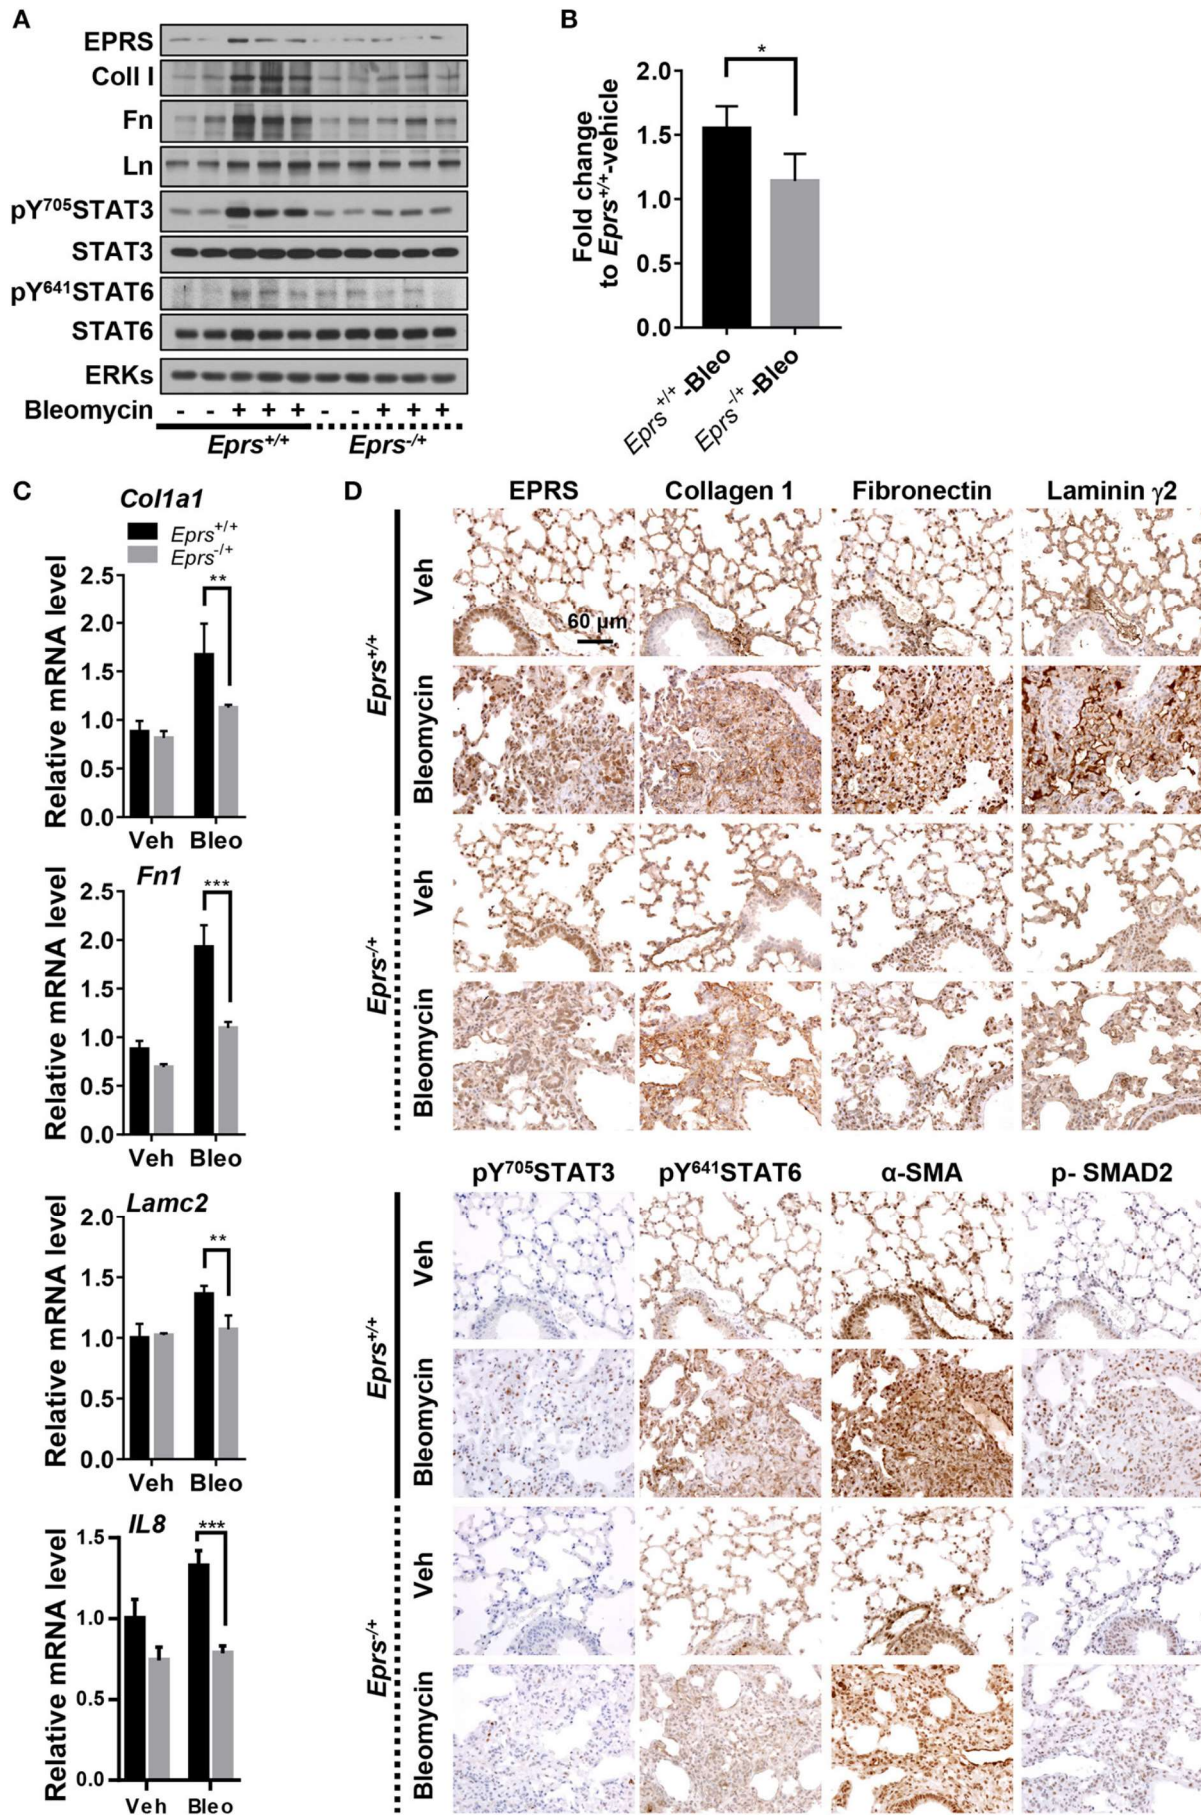 A
EPRS
Coll I
Fn
Ln
pY705STAT3
STAT3
pY641STAT6
STAT6
ERKs
Bleomycin - - + + + - - + + +
Eprs+/+ Eprs-/+
B
*
2.0
1.5
1.0
0.5
0.0
Fold change
to Eprs+/+-vehicle
Eprs+/+ -Bleo
Eprs-/+ -Bleo
C
Col1a1
Eprs+/+
Eprs-/+
Relative mRNA level
2.5
2.0
1.5
1.0
0.5
0.0
**
Veh Bleo
Fn1
Relative mRNA level
2.5
2.0
1.5
1.0
0.5
0.0
***
Veh Bleo
Lamc2
Relative mRNA level
2.0
1.5
1.0
0.5
0.0
**
Veh Bleo
IL8
Relative mRNA level
1.5
1.0
0.5
0.0
***
Veh Bleo
D
EPRS Collagen 1 Fibronectin Laminin γ2
Eprs+/+
Veh
60 µm
Bleomycin
Eprs-/+
Veh
Bleomycin
pY705STAT3 pY641STAT6 α-SMA p- SMAD2
Eprs+/+
Veh
Bleomycin
Eprs-/+
Veh
Bleomycin